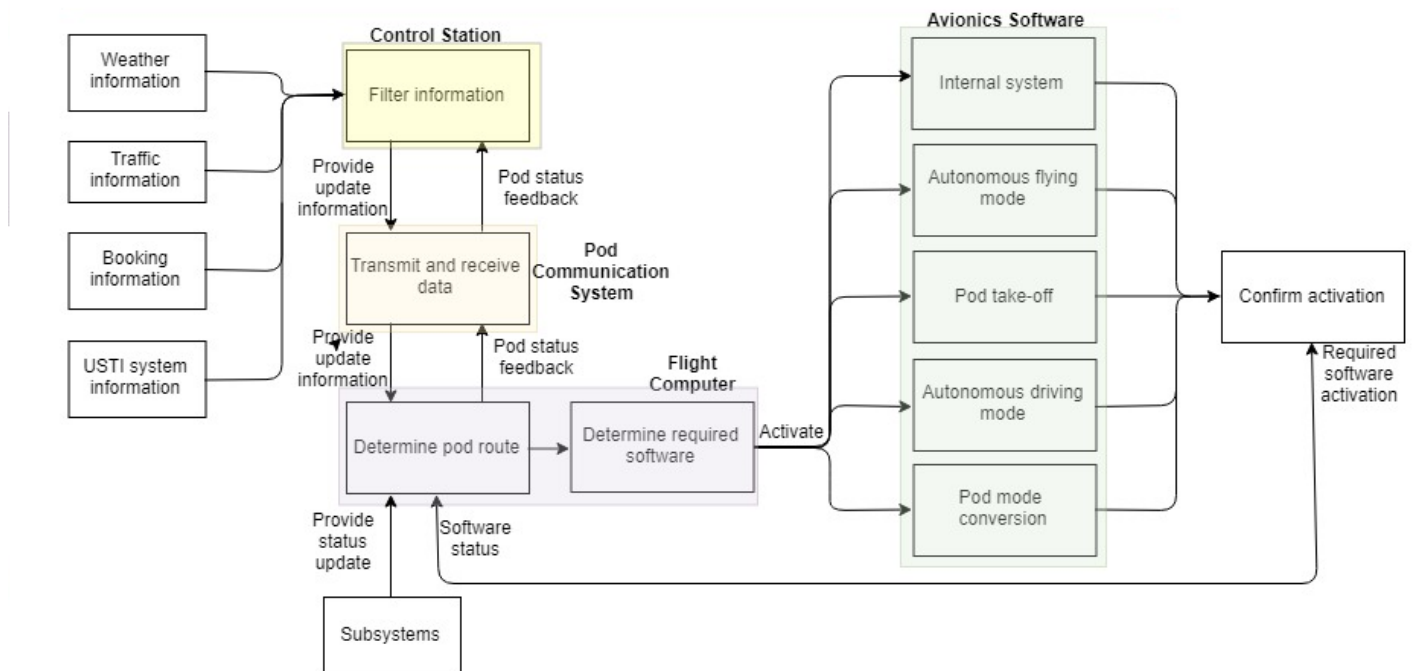 Avionics Software
Control Station
Weather
information
Filter information
Internal system
Traffic
information
Provide
update
information
Pod status
feedback
Autonomous flying
mode
Booking
information
Transmit and receive
data
Pod
Communication
System
Pod take-off
Confirm activation
USTI system
information
Provide
update
information
Pod status
feedback
Flight
Computer
Autonomous driving
mode
Required
software
activation
Determine pod route
Determine required
software
Activate
Pod mode
conversion
Provide
status
update
Software
status
Subsystems